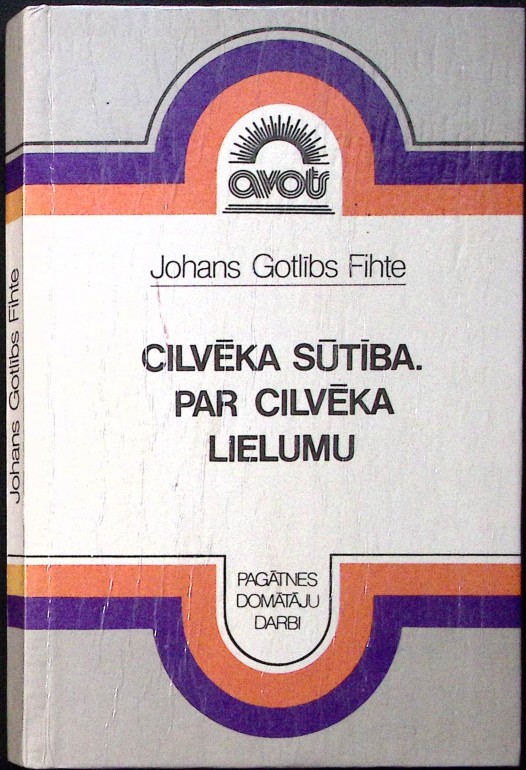 avots
Johans Gotlībs Fihte
CILVĒKA SŪTĪBA.
PAR CILVĒKA
LIELUMU
PAGĀTNES
DOMĀTĀJU
DARBI
Johans Gotlībs Fihte